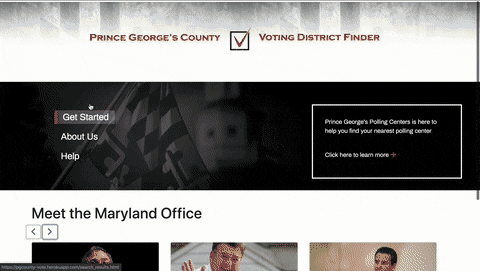 PRINCE GEORGE'S COUNTY VOTING DISTRICT FINDER
Get Started
About Us
Help
Prince George's Polling Centers is here to
help you find your nearest polling center
Click here to learn more
Meet the Maryland Office
https://pgcounty-vote.herokuapp.com/search_results.html